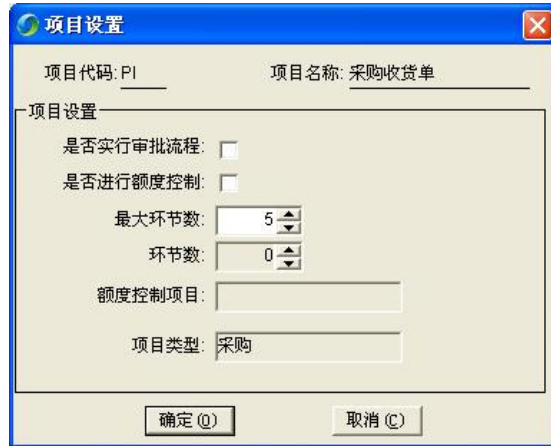 项目设置
项目代码: PI 项目名称: 采购收货单
项目设置
是否实行审批流程:
是否进行额度控制:
最大环节数: 5
环节数: 0
额度控制项目:
项目类型: 采购
确定(O) 取消(C)